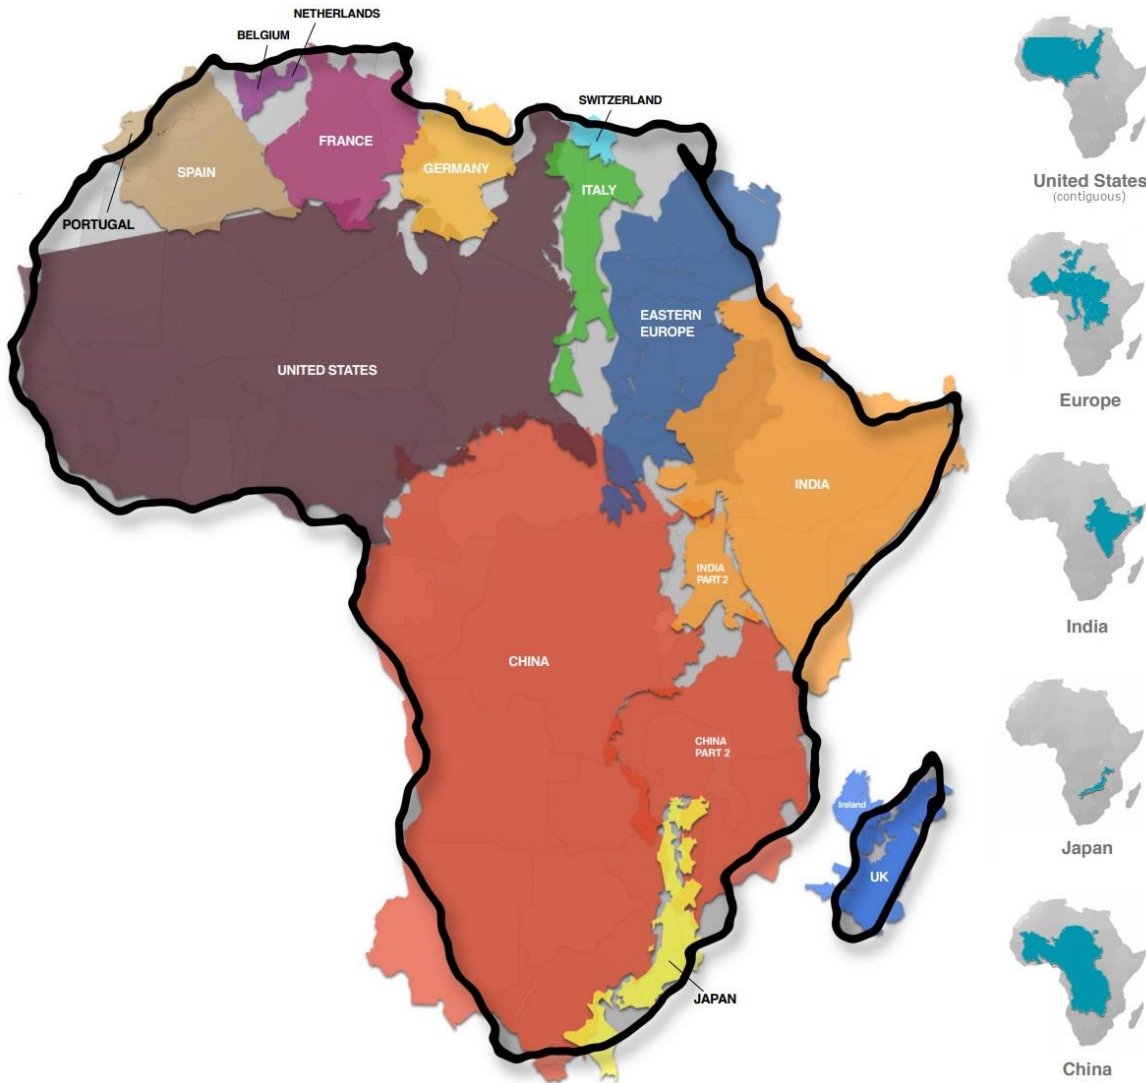 NETHERLANDS
BELGIUM
SWITZERLAND
FRANCE
GERMANY
SPAIN
ITALY
PORTUGAL
EASTERN
EUROPE
UNITED STATES
INDIA
INDIA
PART 2
CHINA
CHINA
PART 2
Ireland
UK
JAPAN
United States
(contiguous)
Europe
India
Japan
China